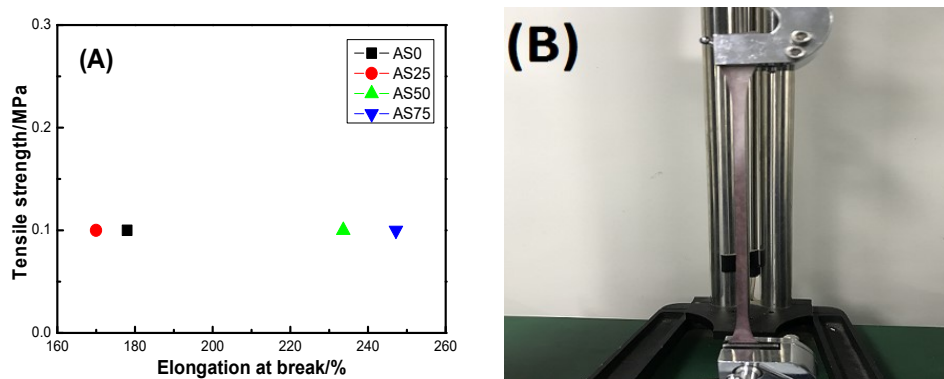 (A)
AS0
AS25
AS50
AS75
0.3
0.2
0.1
0.0
Tensile strength/MPa
160 180 200 220 240 260
Elongation at break/%
(B)